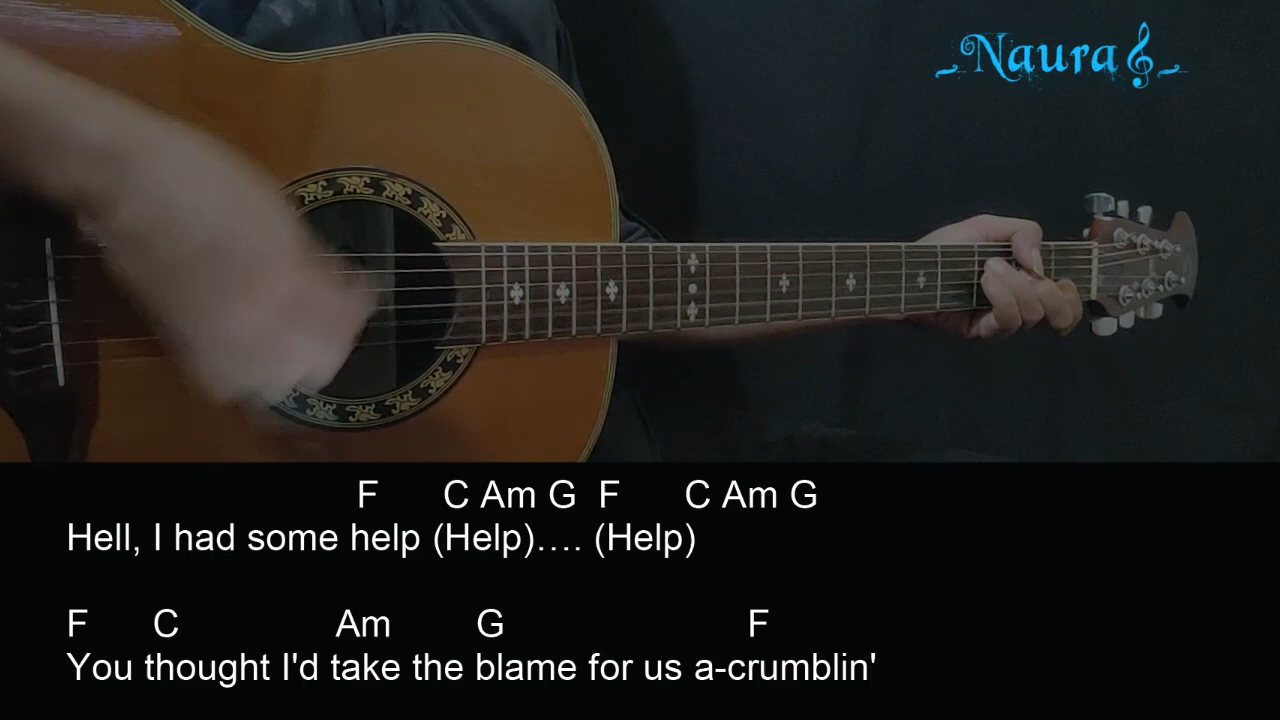 Naura
F C Am G F C Am G
Hell, I had some help (Help)…. (Help)
F C Am G F
You thought I'd take the blame for us a-crumblin'